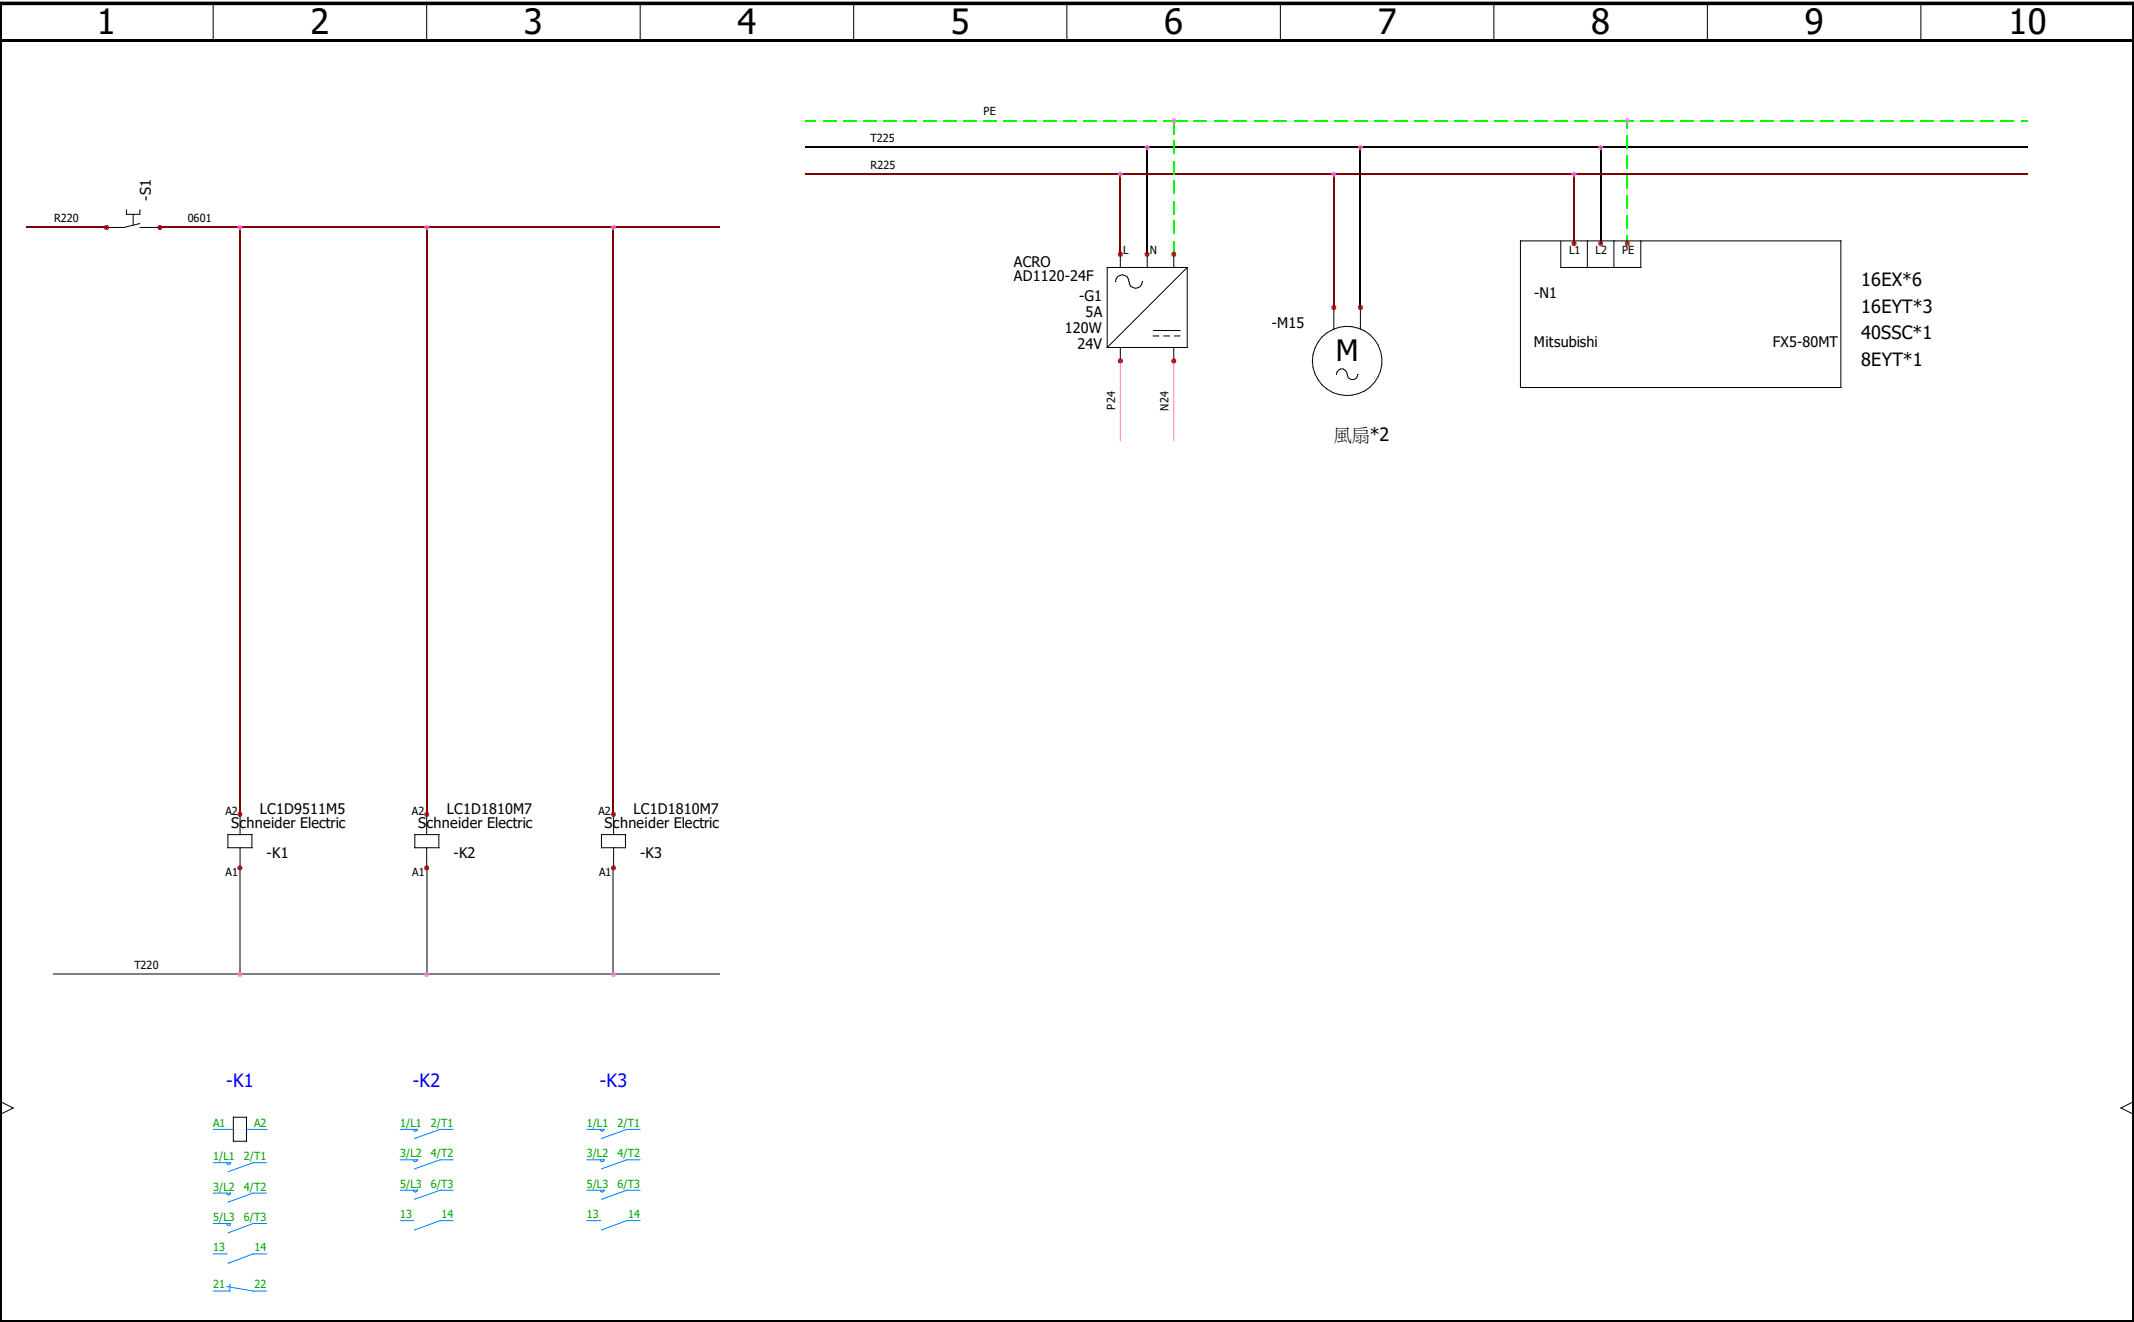 1 2 3 4 5 6 7 8 9 10
PE
T225
R225
-S1
R220 0601
L N
ACRO
AD1120-24F
-G1
5A
120W
24V
P24 N24
-M15
M
風扇*2
L1 L2 PE
-N1
Mitsubishi FX5-80MT
16EX*6
16EYT*3
40SSC*1
8EYT*1
A2 LC1D9511M5
Schneider Electric
-K1
A1
A2 LC1D1810M7
Schneider Electric
-K2
A1
A2 LC1D1810M7
Schneider Electric
-K3
A1
T220
-K1
A1 A2
1/L1 2/T1
3/L2 4/T2
5/L3 6/T3
13 14
21 22
-K2
1/L1 2/T1
3/L2 4/T2
5/L3 6/T3
13 14
-K3
1/L1 2/T1
3/L2 4/T2
5/L3 6/T3
13 14